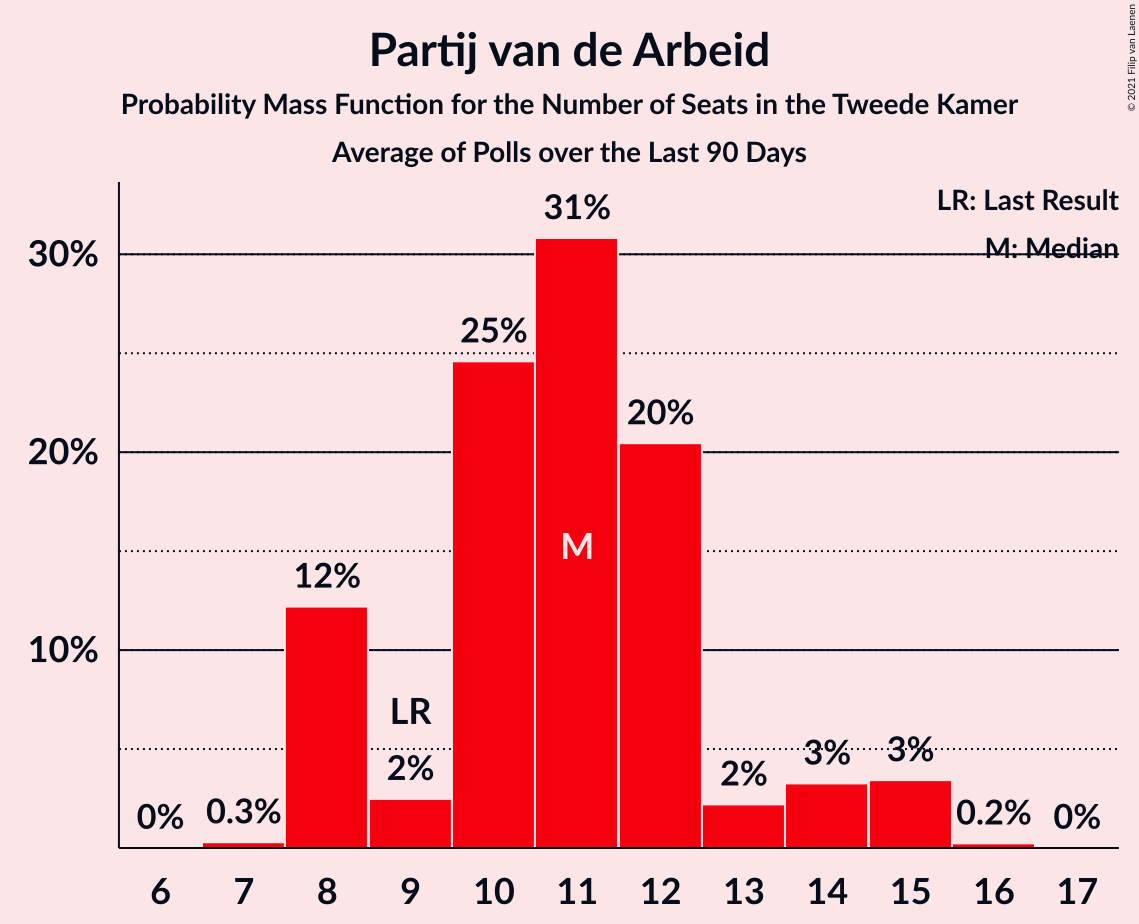 Partij van de Arbeid
Probability Mass Function for the Number of Seats in the Tweede Kamer
Average of Polls over the Last 90 Days
© 2021 Filip van Laenen
LR: Last Result
M: Median
30%
20%
10%
0%
0.3%
12%
LR
2%
25%
31%
M
20%
2%
3%
3%
0.2%
0%
6 7 8 9 10 11 12 13 14 15 16 17